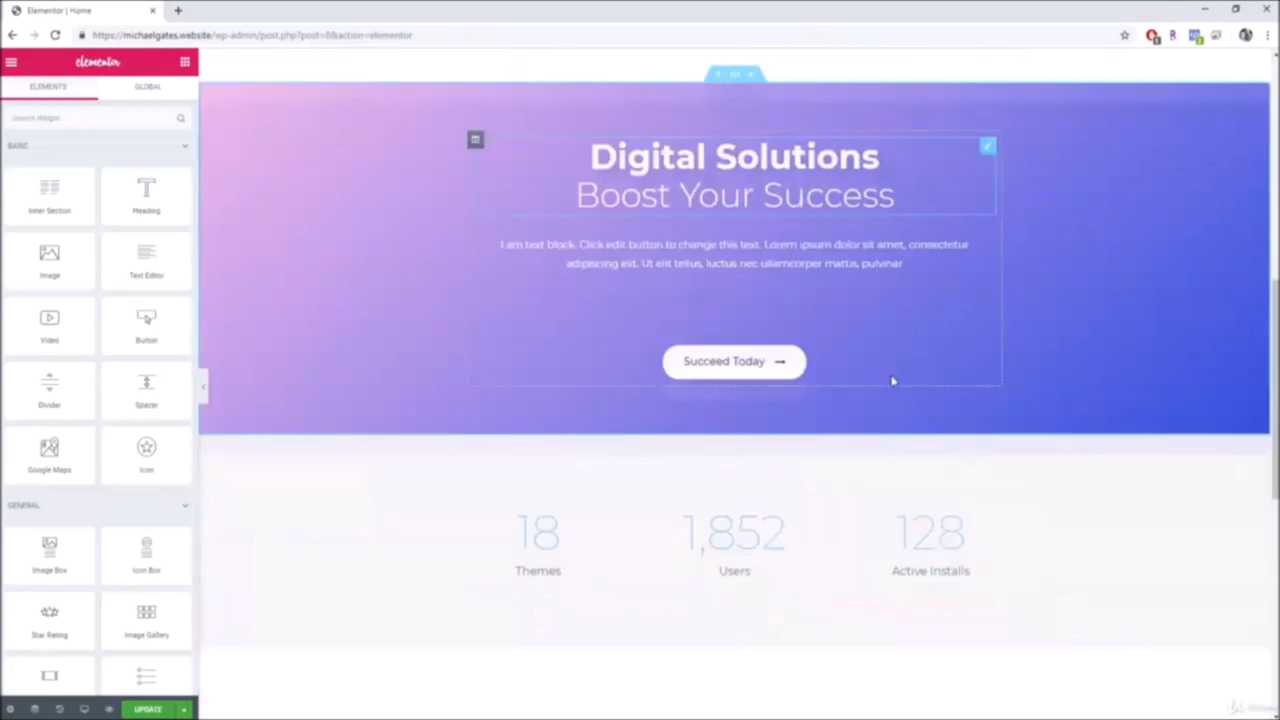 Elementor | Home
https://michaelgates.website/wp-admin/post.php?post=8&action=elementor
elementor
ELEMENTS
GLOBAL
Search Widget
BASIC
Inner Section
Heading
Image
Text Editor
Video
Button
Divider
Spacer
Google Maps
Icon
GENERAL
Image Box
Icon Box
Star Rating
Image Gallery
UPDATE
Digital Solutions
Boost Your Success
I am text block. Click edit button to change this text. Lorem ipsum dolor sit amet, consectetur
adipiscing elit. Ut elit tellus, luctus nec ullamcorper mattis, pulvinar
Succeed Today
18
1,852
128
Themes
Users
Active Installs